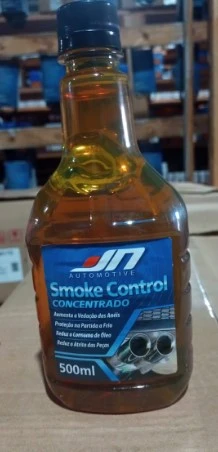 JN
AUTOMOTIVE
Smoke Control
CONCENTRADO
Aumenta a Vedação dos Anéis
Proteção na Partida a Frio
Reduz o Consumo de Óleo
Reduz o Atrito das Peças
500ml